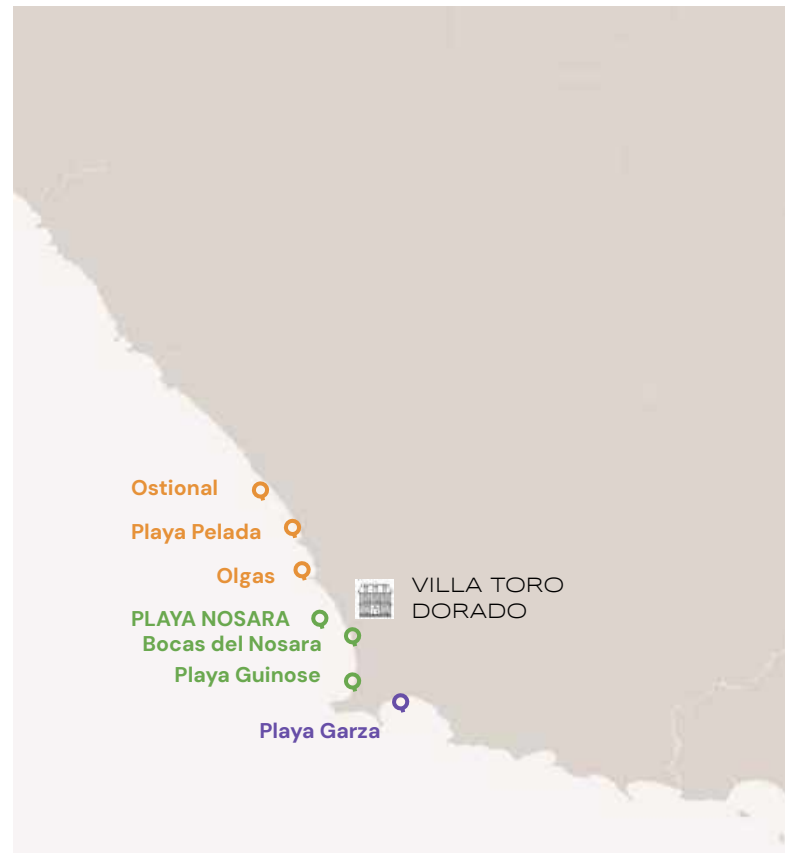 Ostional
Playa Pelada
Olgas
VILLA TORO
DORADO
PLAYA NOSARA
Bocas del Nosara
Playa Guinose
Playa Garza